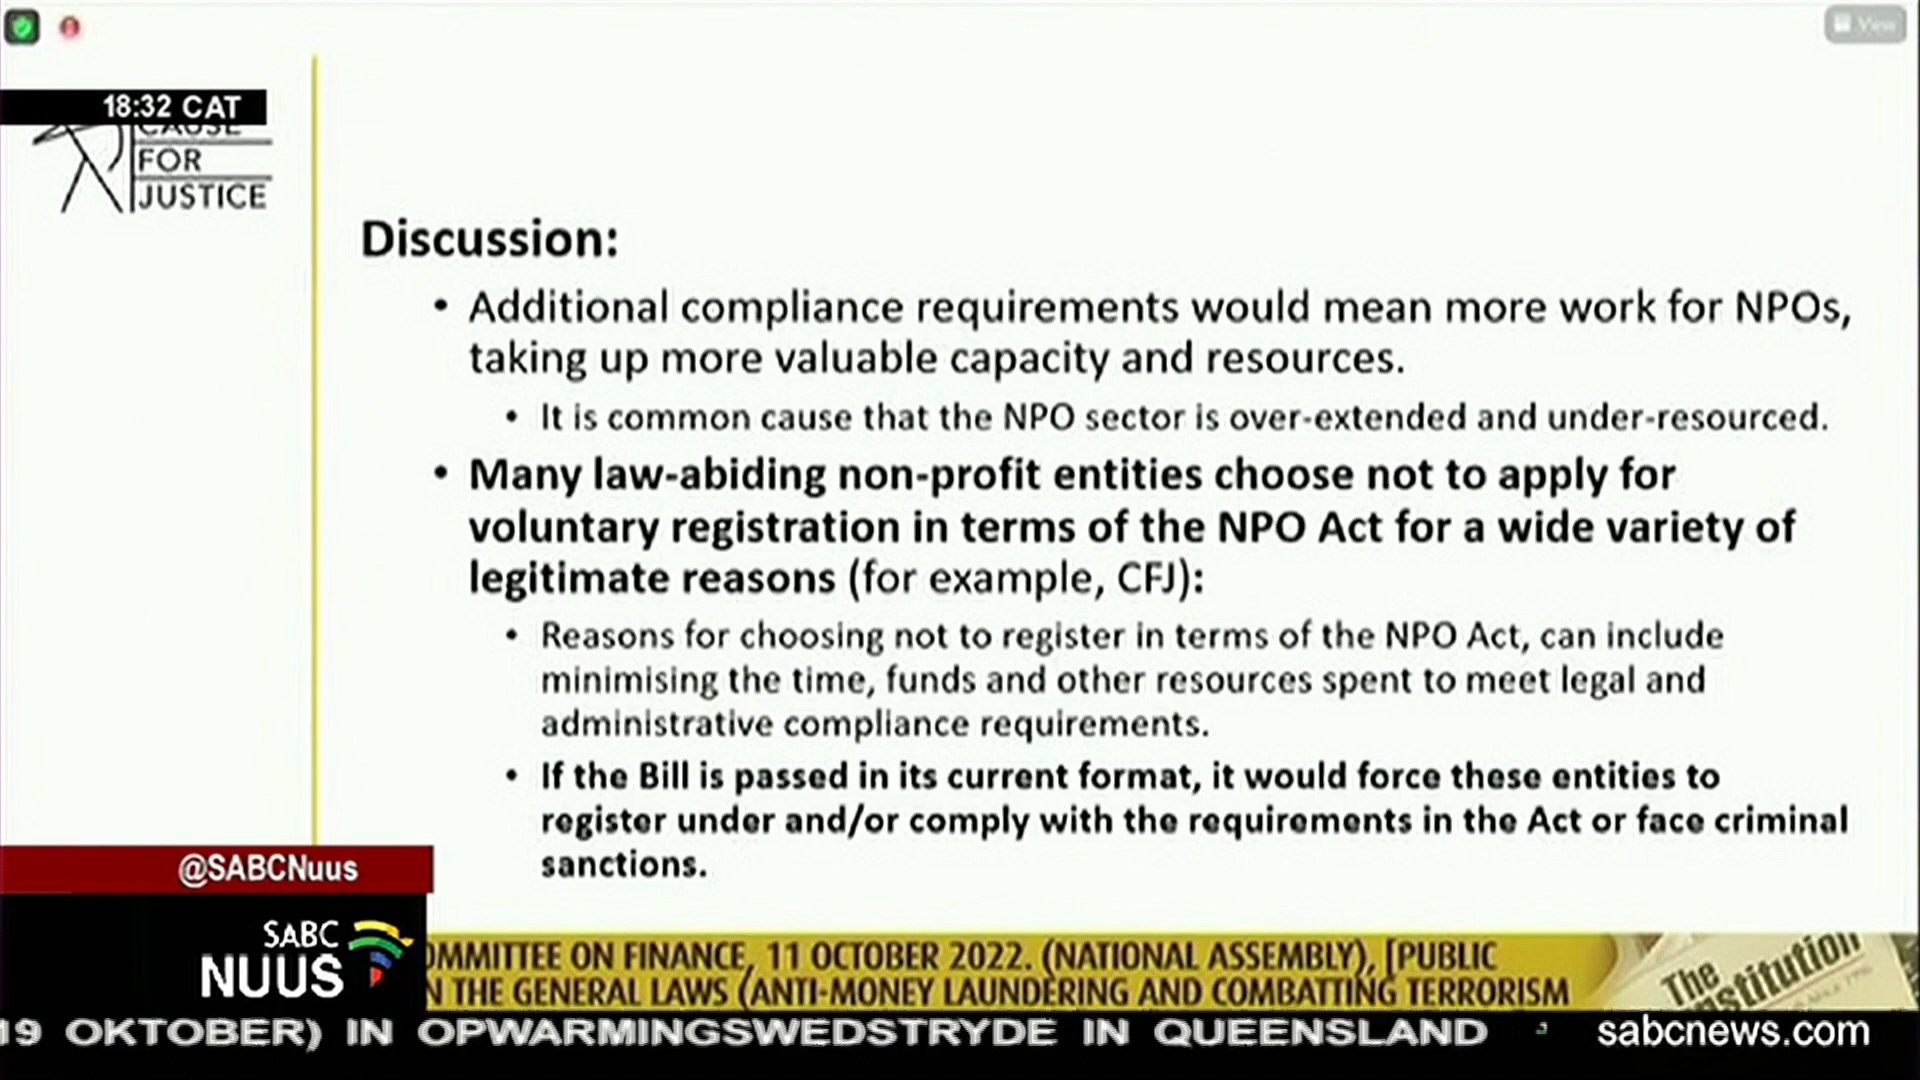 View
18:32 CAT
FOR
JUSTICE
Discussion:
• Additional compliance requirements would mean more work for NPOs,
taking up more valuable capacity and resources.
• It is common cause that the NPO sector is over-extended and under-resourced.
• Many law-abiding non-profit entities choose not to apply for
voluntary registration in terms of the NPO Act for a wide variety of
legitimate reasons (for example, CFJ):
• Reasons for choosing not to register in terms of the NPO Act, can include
minimising the time, funds and other resources spent to meet legal and
administrative compliance requirements.
• If the Bill is passed in its current format, it would force these entities to
register under and/or comply with the requirements in the Act or face criminal
sanctions.
@SABCNuus
SABC
NUUS
OMMITTEE ON FINANCE, 11 OCTOBER 2022. (NATIONAL ASSEMBLY), [PUBLIC
N THE GENERAL LAWS (ANTI-MONEY LAUNDERING AND COMBATTING TERRORISM
The
nstitution
19 OKTOBER) IN OPWARMINGSWEDSTRYDE IN QUEENSLAND
sabcnews.com